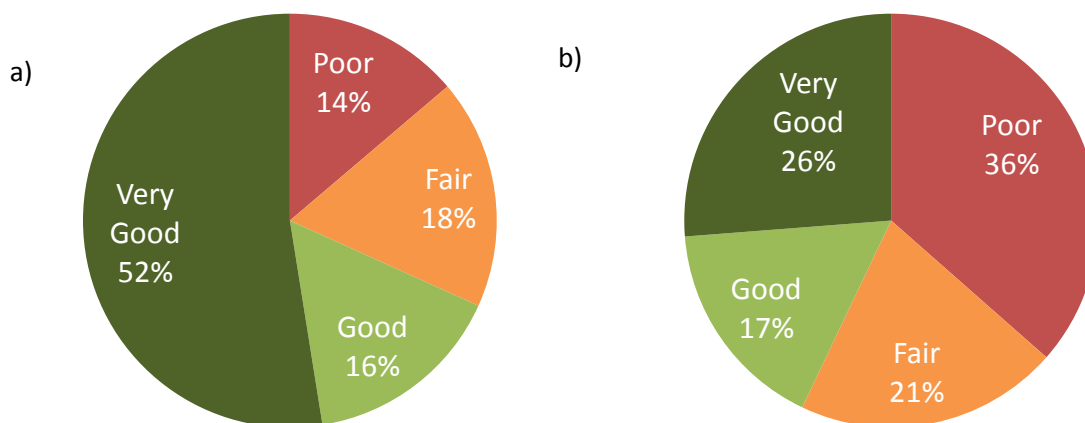 a)
Poor
14%
Fair
18%
Good
16%
Very
Good
52%
b)
Poor
36%
Fair
21%
Good
17%
Very
Good
26%